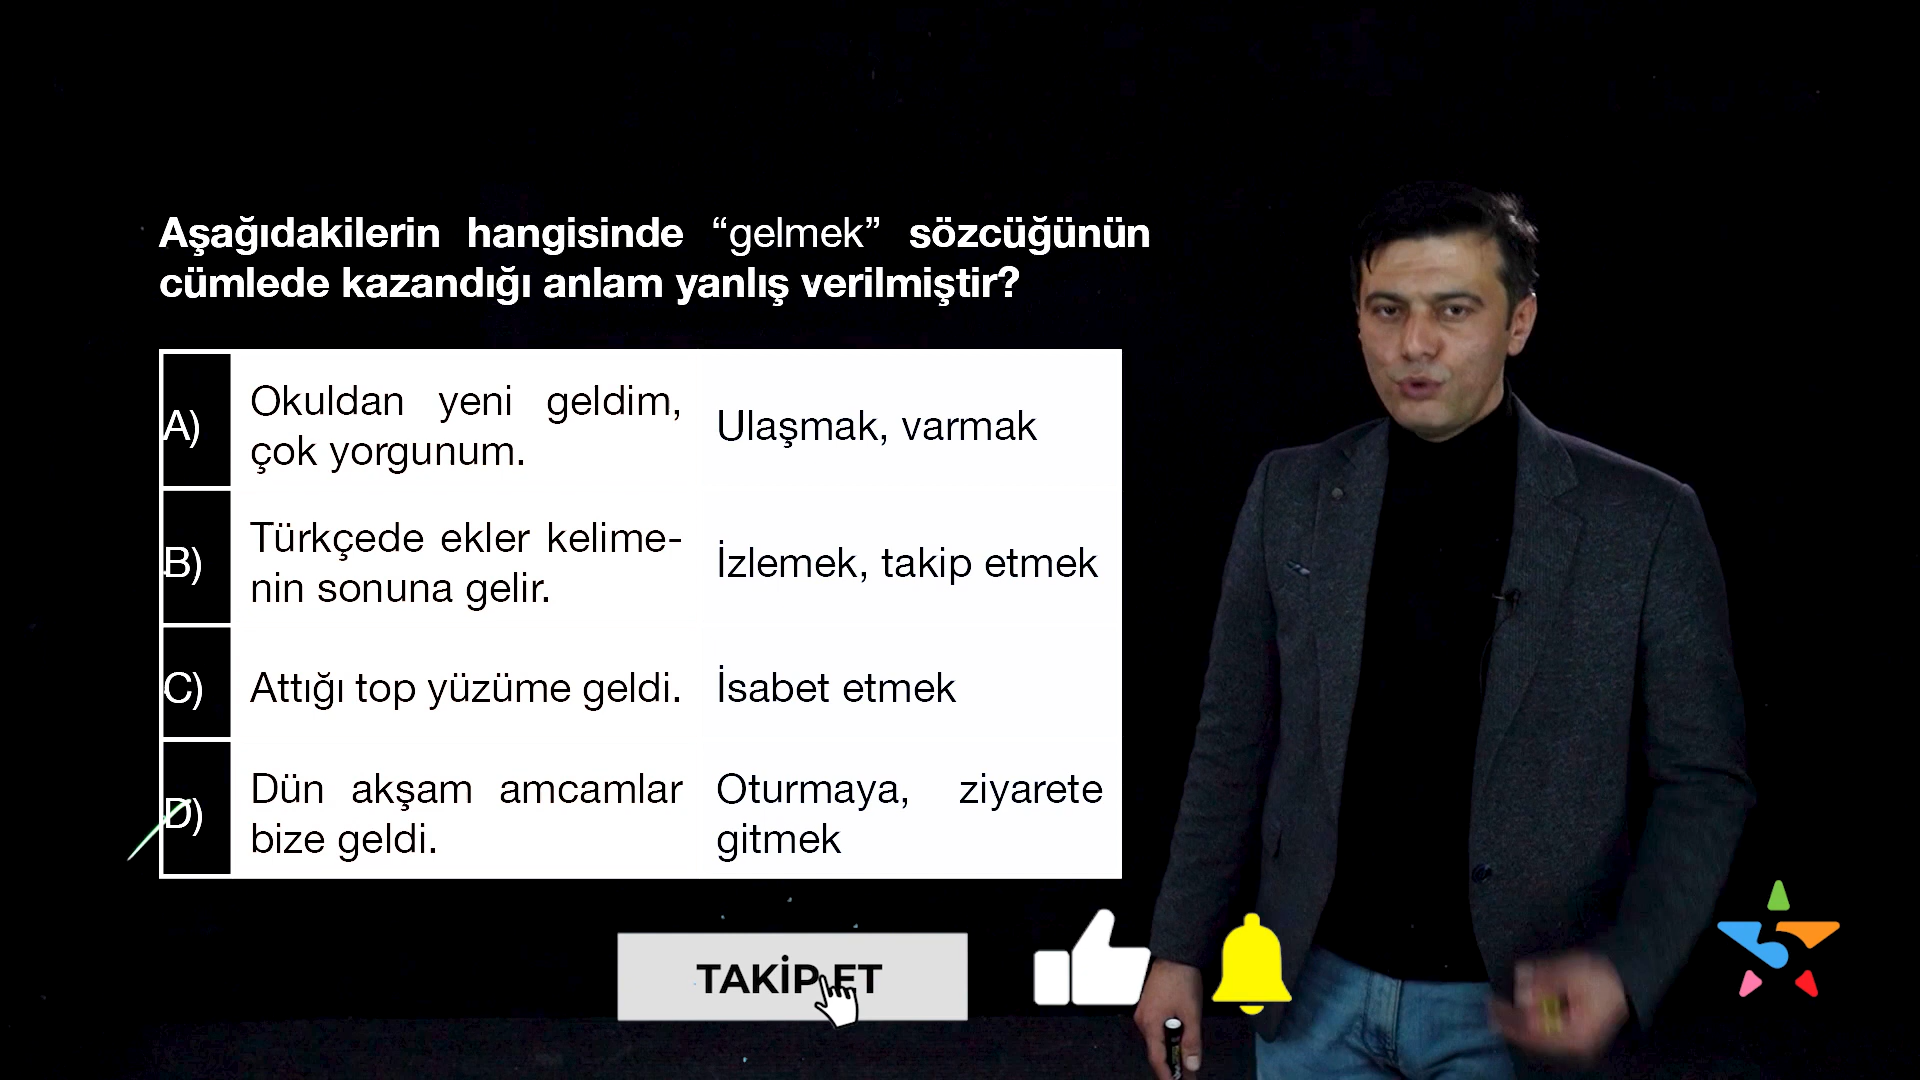 Aşağıdakilerin hangisinde “gelmek” sözcüğünün
cümlede kazandığı anlam yanlış verilmiştir?
A)
Okuldan yeni geldim,
çok yorgunum.
Ulaşmak, varmak
B)
Türkçede ekler kelime-
nin sonuna gelir.
İzlemek, takip etmek
C)
Attığı top yüzüme geldi.
İsabet etmek
D)
Dün akşam amcamlar
bize geldi.
Oturmaya, ziyarete
gitmek
TAKİP ET
5